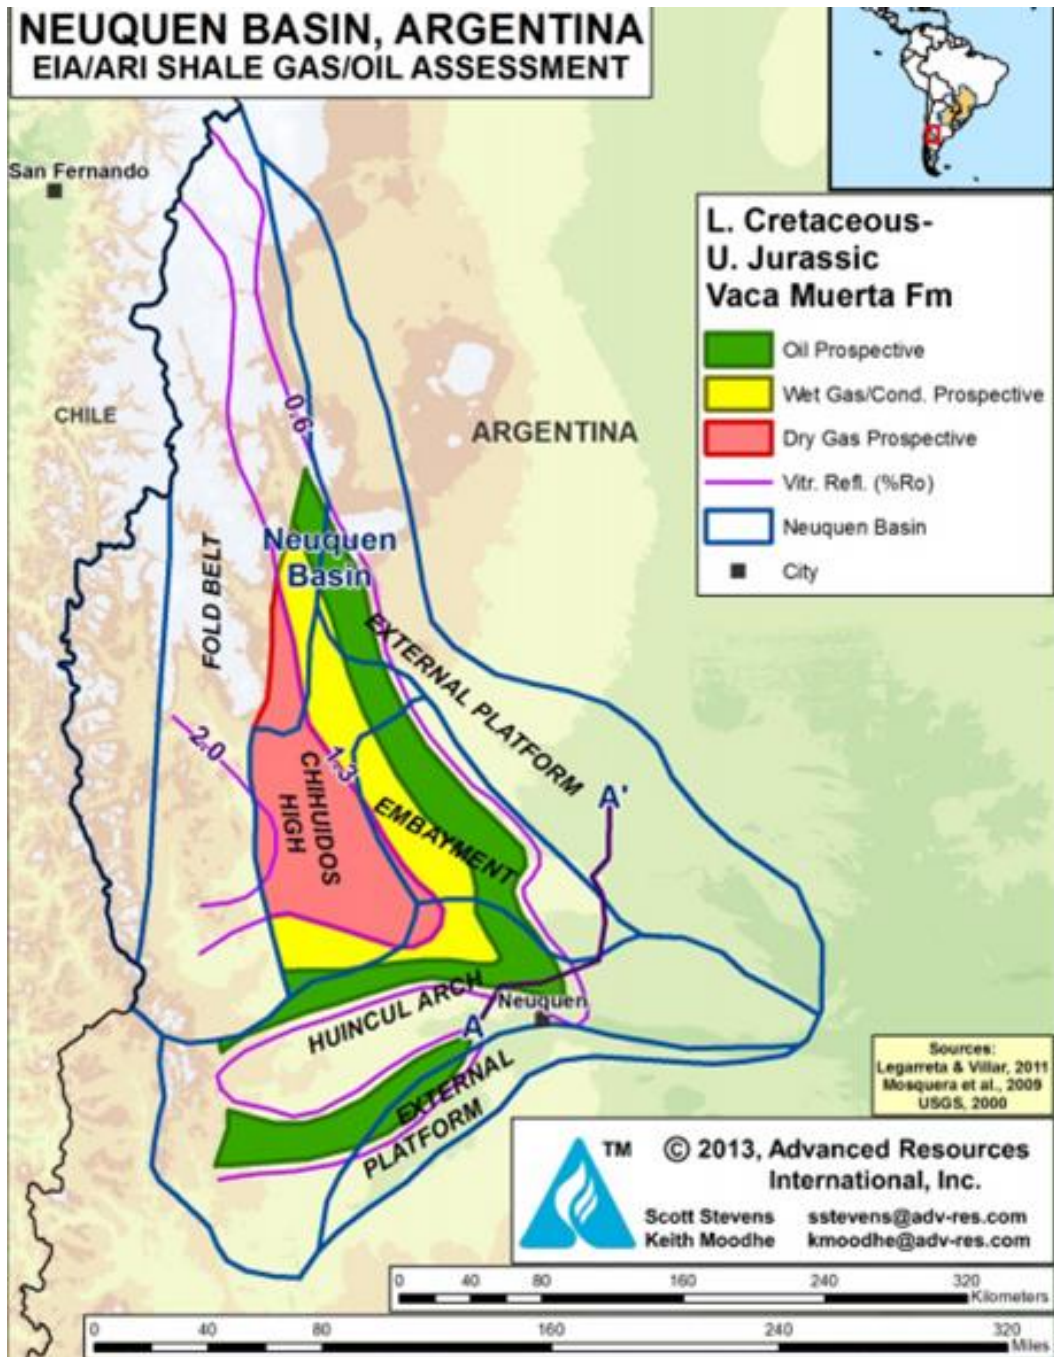 NEUQUEN BASIN, ARGENTINA
EIA/ARI SHALE GAS/OIL ASSESSMENT
San Fernando
L. Cretaceous-
U. Jurassic
Vaca Muerta Fm
Oil Prospective
Wet Gas/Cond. Prospective
Dry Gas Prospective
Vitr. Refl. (%Ro)
Neuquen Basin
City
CHILE
0.6
ARGENTINA
Neuquen
Basin
FOLD BELT
EXTERNAL PLATFORM
2.0
1.3
CHIHUIDOS
HIGH
A'
EMBAYMENT
HUINCUL ARCH
Neuquen
A
EXTERNAL
PLATFORM
Sources:
Legarreta & Villar, 2011
Mosquera et al., 2009
USGS, 2000
TM
© 2013, Advanced Resources
International, Inc.
Scott Stevens sstevens@adv-res.com
Keith Moodhe kmoodhe@adv-res.com
0 40 80 160 240 320
Kilometers
0 40 80 160 240 320
Miles